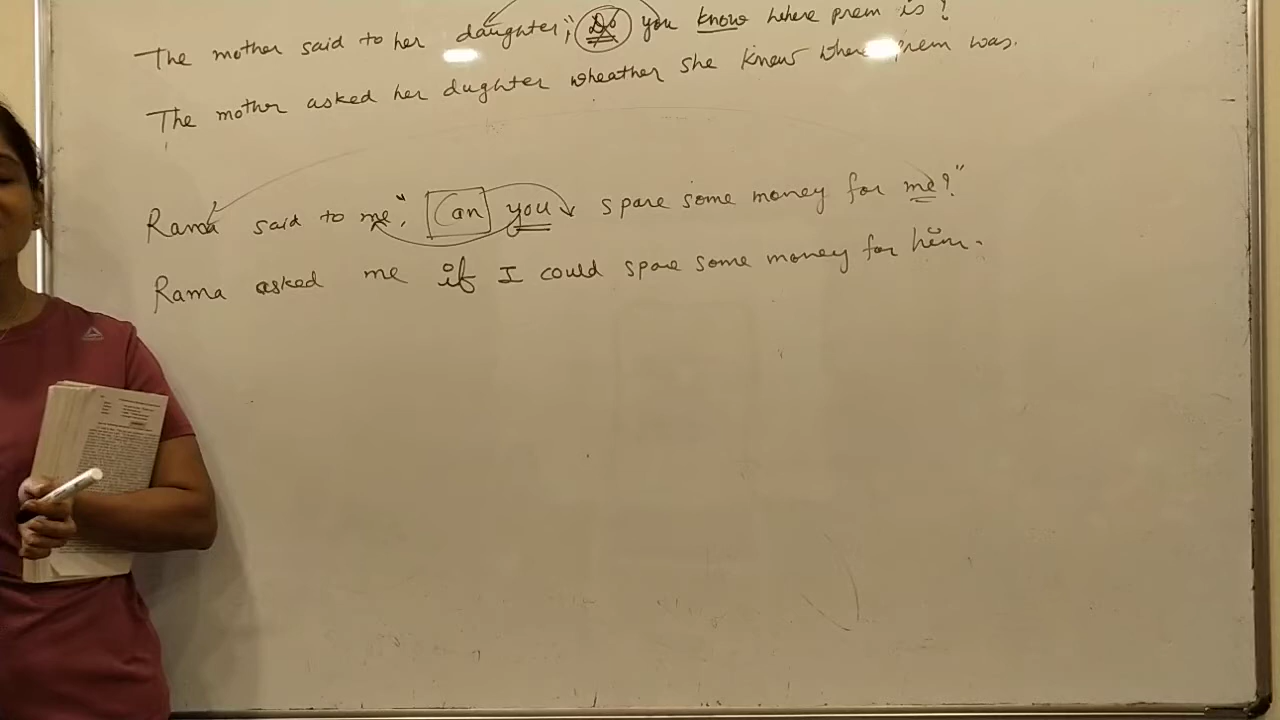 The mother said to her daughter, "Do you know where prem is?
The mother asked her dughter wheather she knew where prem was.
Rama said to me, "Can you spare some money for me?"
Rama asked me if I could spare some money for him.